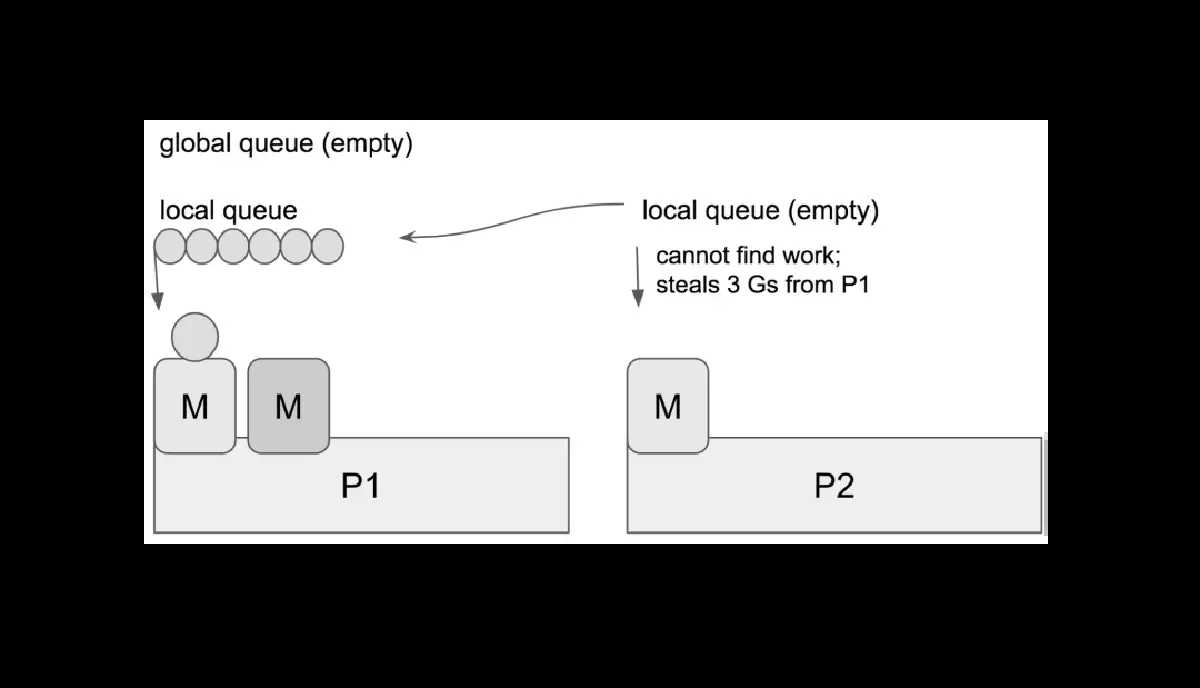 global queue (empty)
local queue
local queue (empty)
cannot find work;
steals 3 Gs from P1
M
M
M
P1
P2